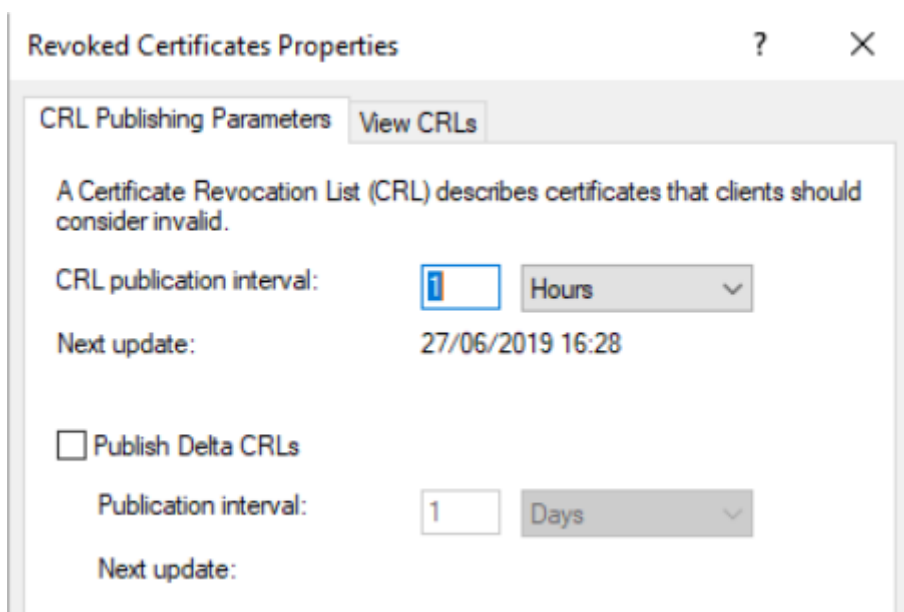 Revoked Certificates Properties ? ×
CRL Publishing Parameters View CRLs
A Certificate Revocation List (CRL) describes certificates that clients should
consider invalid.
CRL publication interval: 1 Hours
Next update: 27/06/2019 16:28
Publish Delta CRLs
Publication interval: 1 Days
Next update: